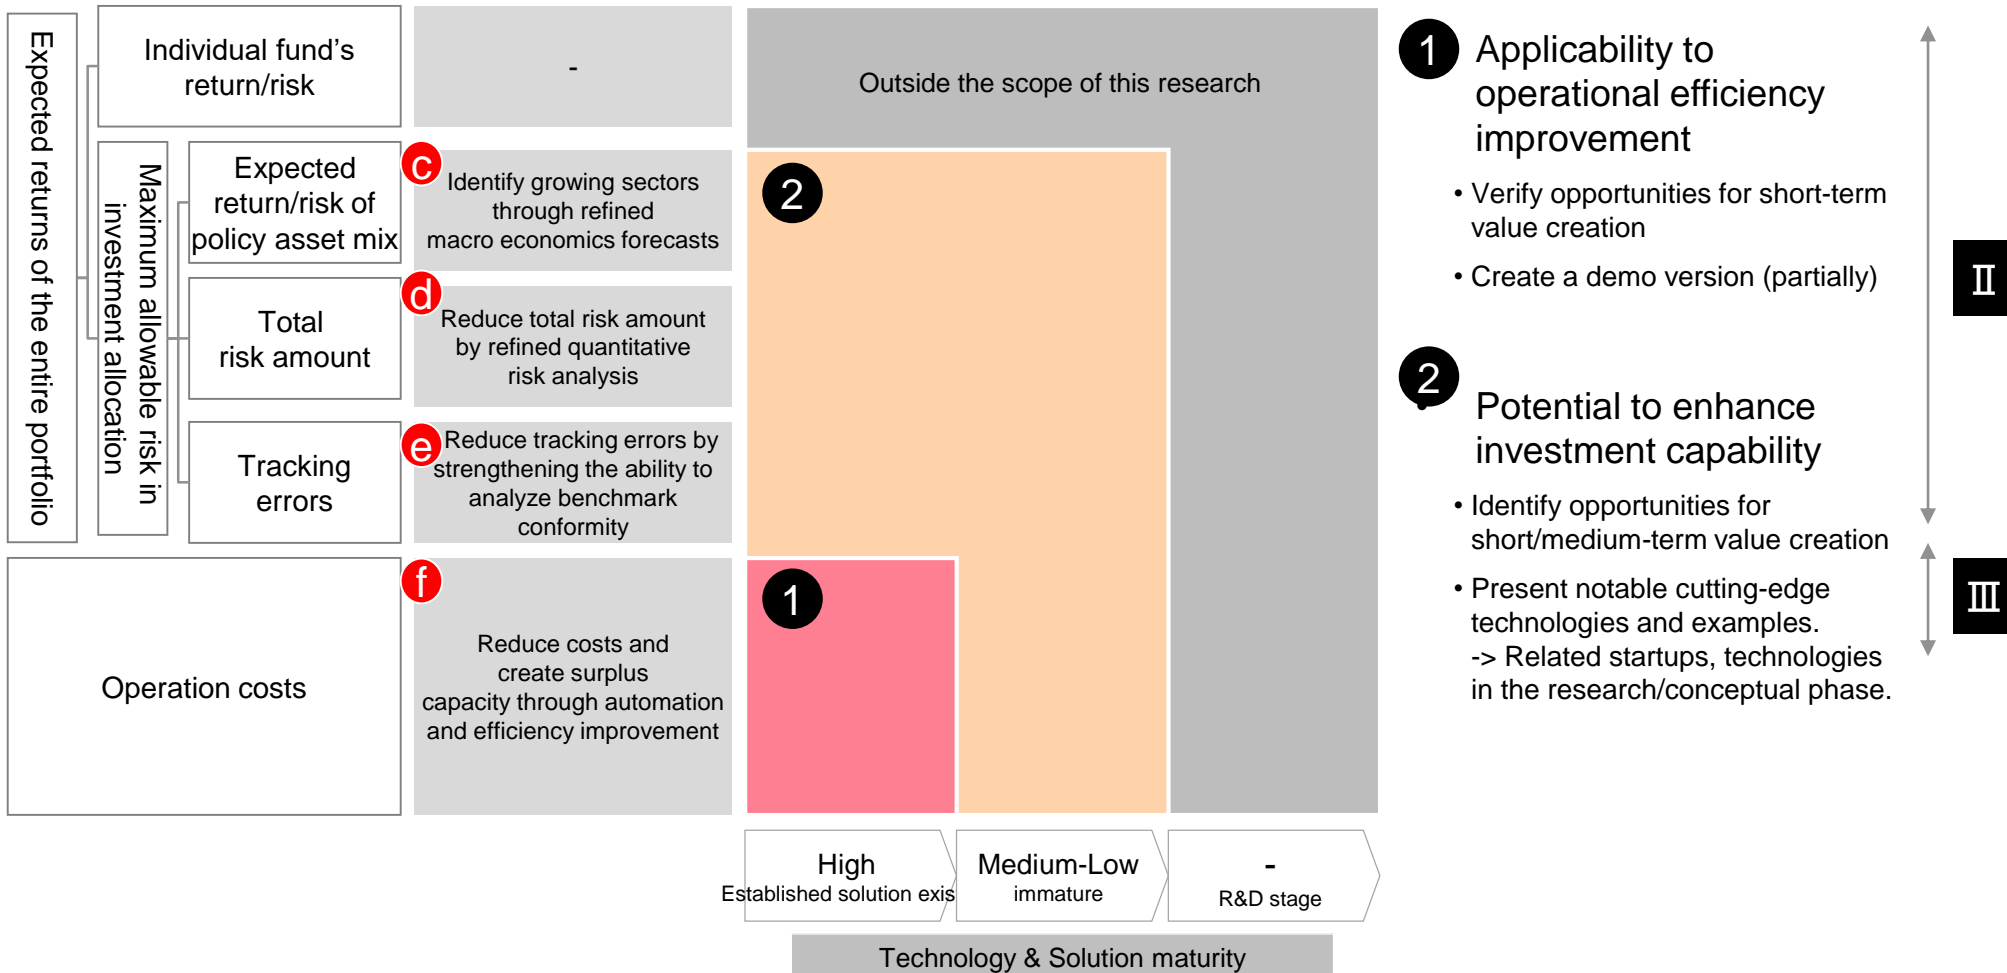 Expected returns of the entire portfolio
Individual fund's
return/risk
-
Maximum allowable risk in
investment allocation
Expected
return/risk of
policy asset mix
c
Identify growing sectors
through refined
macro economics forecasts
Total
risk amount
d
Reduce total risk amount
by refined quantitative
risk analysis
Tracking
errors
e
Reduce tracking errors by
strengthening the ability to
analyze benchmark
conformity
Operation costs
f
Reduce costs and
create surplus
capacity through automation
and efficiency improvement
Outside the scope of this research
2
1
High
Established solution exis
Medium-Low
immature
-
R&D stage
Technology & Solution maturity
1
Applicability to
operational efficiency
improvement
• Verify opportunities for short-term
value creation
• Create a demo version (partially)
2
Potential to enhance
investment capability
• Identify opportunities for
short/medium-term value creation
• Present notable cutting-edge
technologies and examples.
-> Related startups, technologies
in the research/conceptual phase.
Ⅱ
Ⅲ